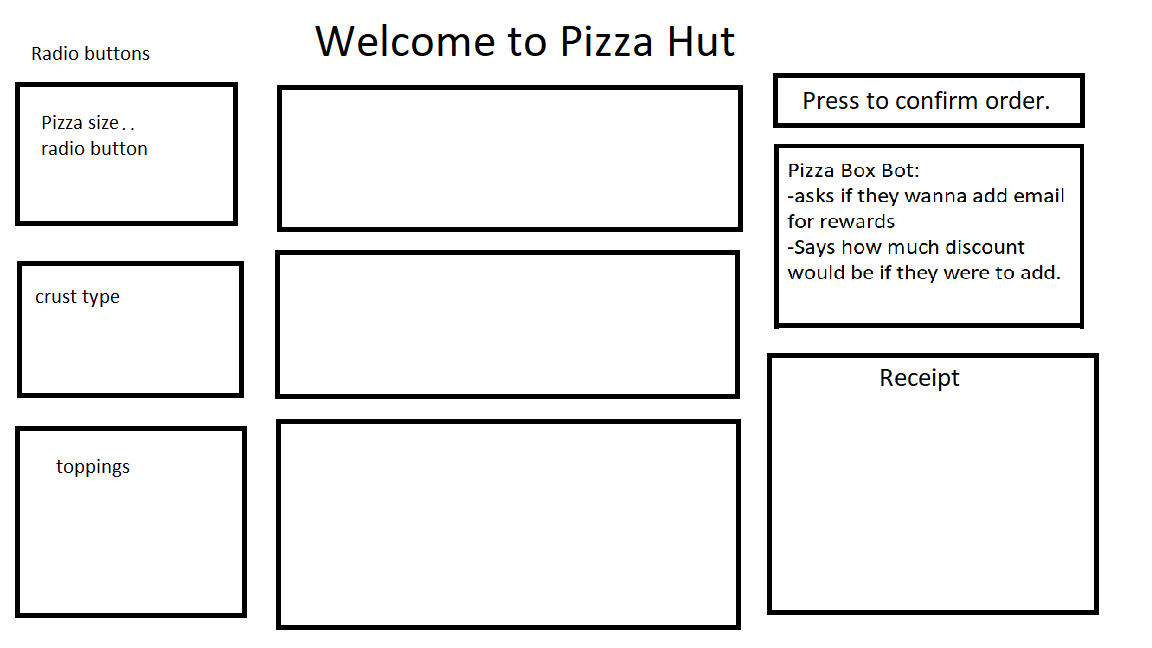 Welcome to Pizza Hut
Radio buttons
Pizza size..
radio button
crust type
toppings
Press to confirm order.
Pizza Box Bot:
-asks if they wanna add email
for rewards
-Says how much discount
would be if they were to add.
Receipt